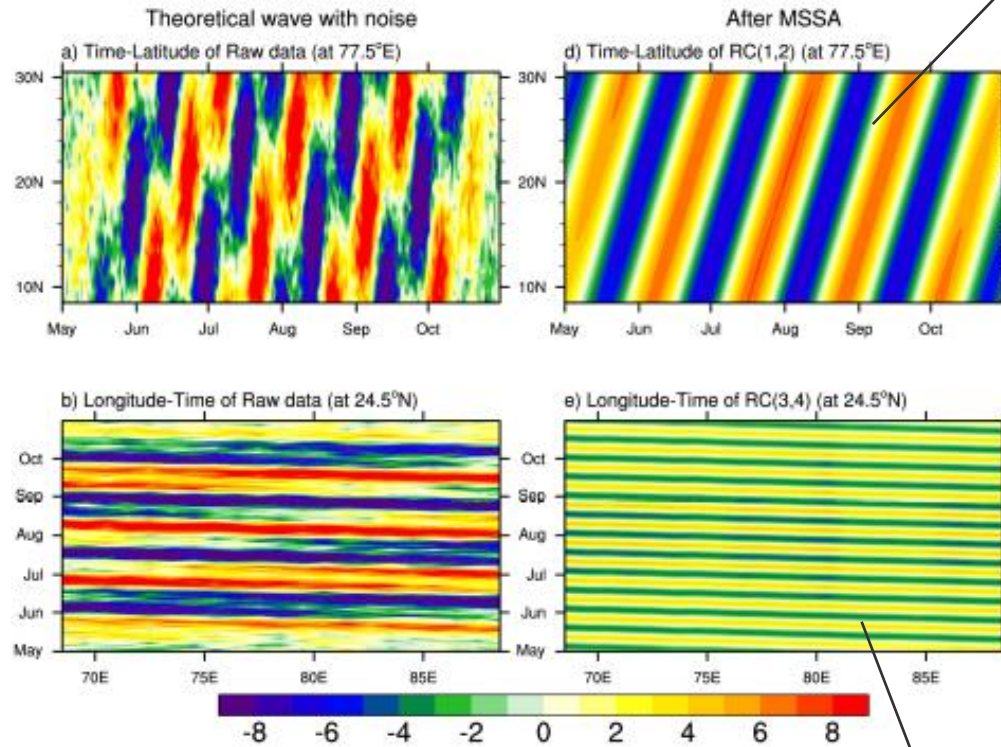 Theoretical wave with noise
After MSSA
a) Time-Latitude of Raw data (at 77.5°E)
d) Time-Latitude of RC(1,2) (at 77.5°E)
30N
20N
10N
May Jun Jul Aug Sep Oct
30N
20N
10N
May Jun Jul Aug Sep Oct
b) Longitude-Time of Raw data (at 24.5°N)
e) Longitude-Time of RC(3,4) (at 24.5°N)
Oct
Sep
Aug
Jul
Jun
May
70E 75E 80E 85E
Oct
Sep
Aug
Jul
Jun
May
70E 75E 80E 85E
-8 -6 -4 -2 0 2 4 6 8